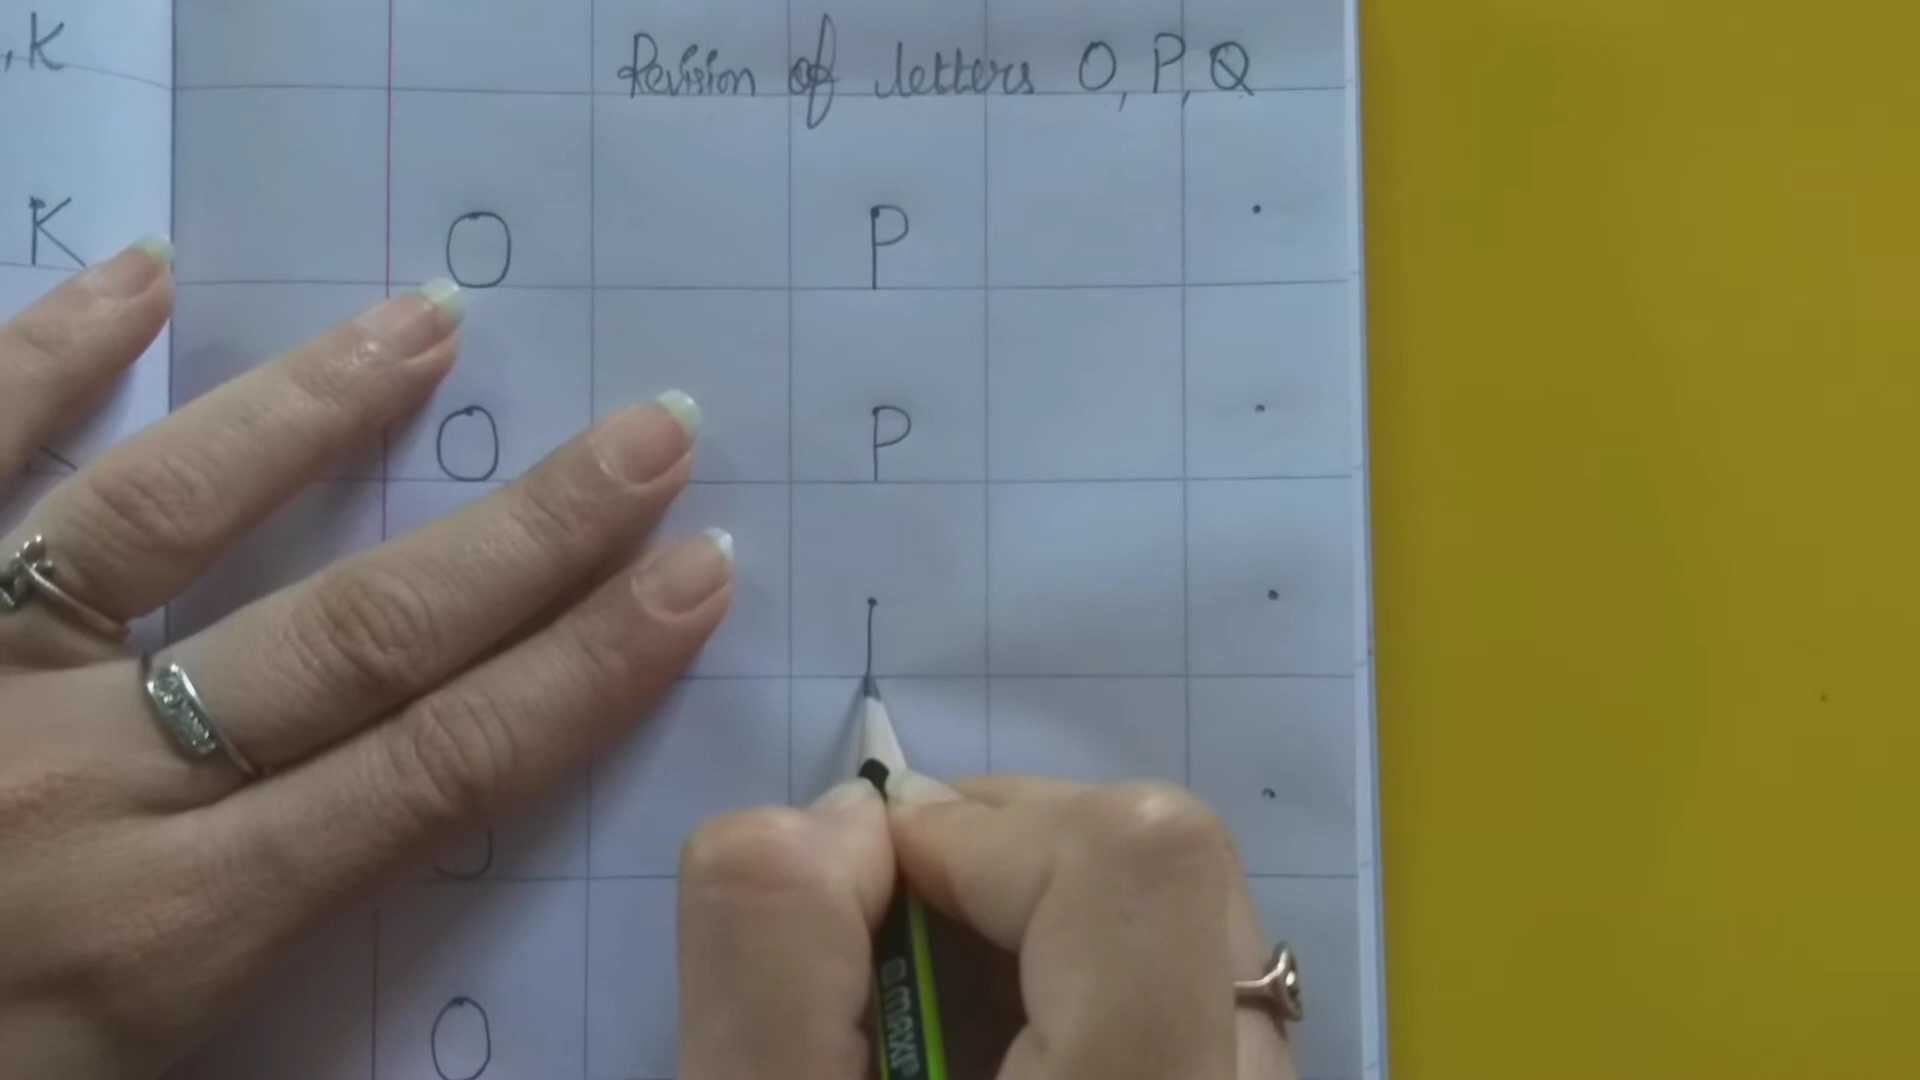 ,K
Revision of letters O, P, Q
K
O P
O P
O
O